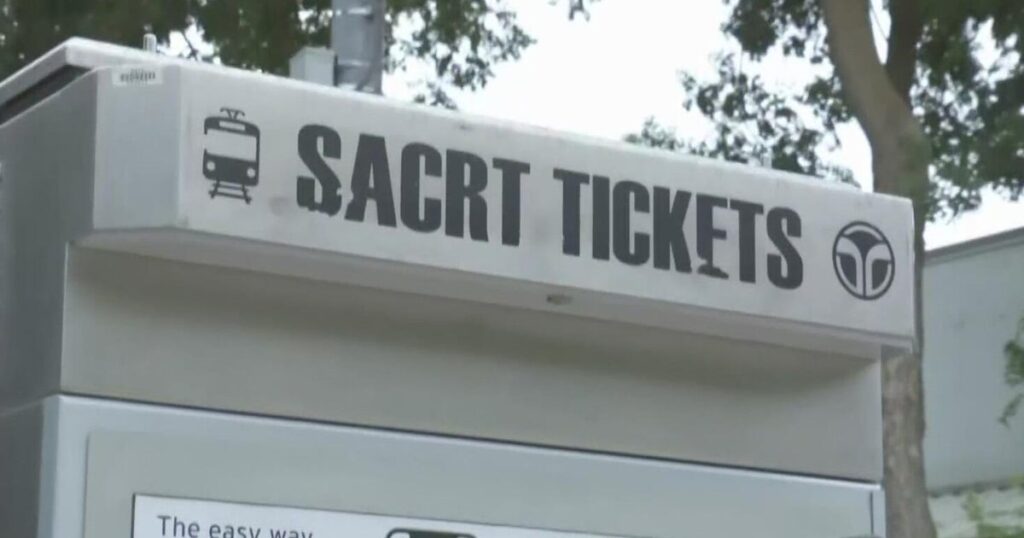 SACRT TICKETS
The easy way